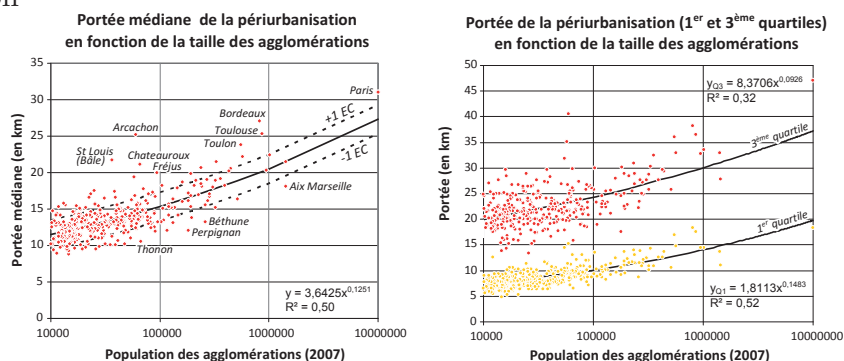 Portée médiane de la périurbanisation
en fonction de la taille des agglomérations
Portée médiane (en km)
35
30
25
20
15
10
5
0
10000
100000
1000000
10000000
Population des agglomérations (2007)
Paris
Bordeaux
+1 EC
Toulouse
Arcachon
Toulon
St Louis
(Bâle)
Chateauroux
Fréjus
-1 EC
Aix Marseille
Béthune
Perpignan
Thonon
y = 3,6425x^0,1251
R² = 0,50
Portée de la périurbanisation (1er et 3ème quartiles)
en fonction de la taille des agglomérations
Portée (en km)
50
45
40
35
30
25
20
15
10
5
0
10000
100000
1000000
10000000
Population des agglomérations (2007)
yQ3 = 8,3706x^0,0926
R² = 0,32
3ème quartile
1er quartile
yQ1 = 1,8113x^0,1483
R² = 0,52